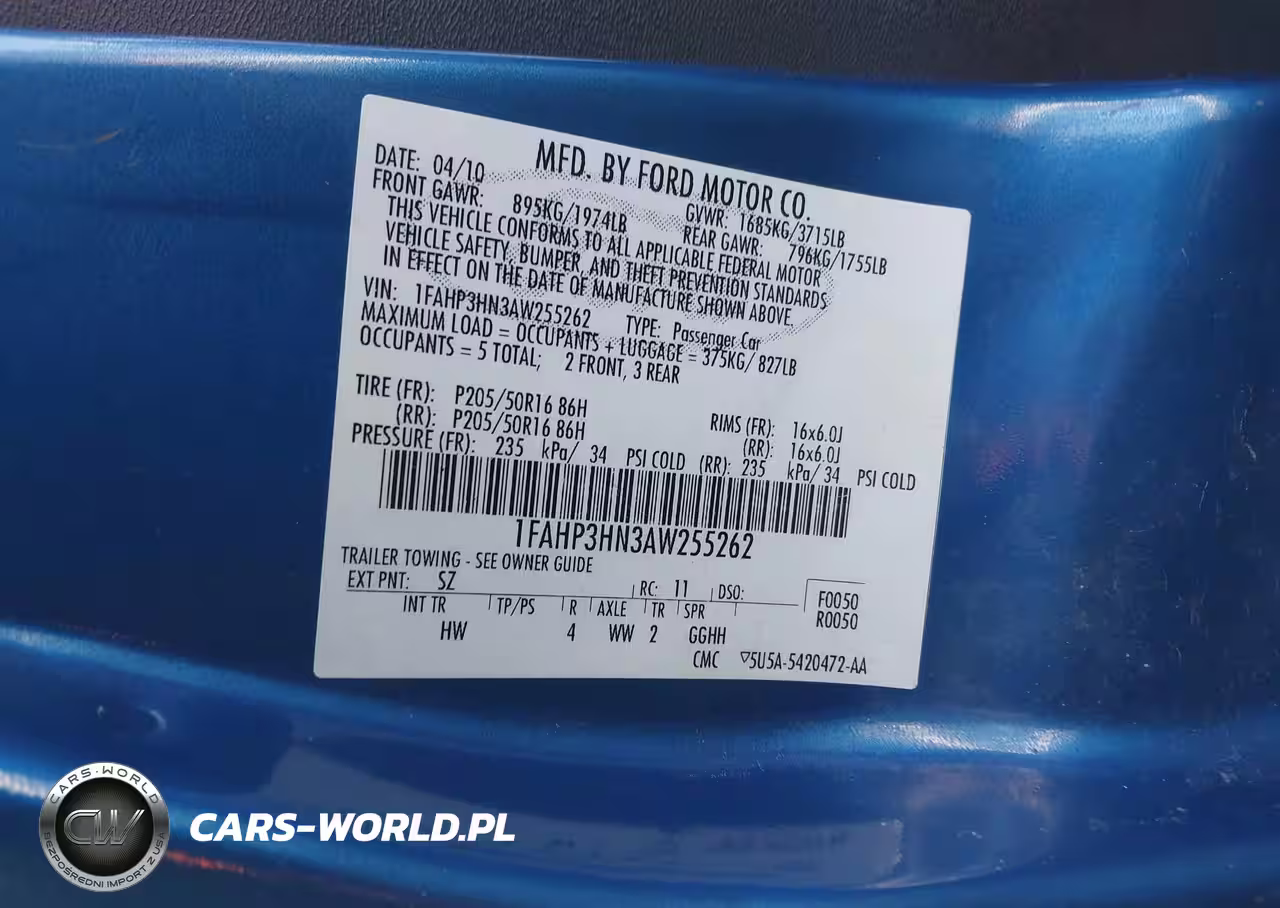 MFD. BY FORD MOTOR CO.
DATE: 04/10 GVWR: 1685KG/3715LB
FRONT GAWR: 895KG/1974LB REAR GAWR: 796KG/1755LB
THIS VEHICLE CONFORMS TO ALL APPLICABLE FEDERAL MOTOR
VEHICLE SAFETY, BUMPER, AND THEFT PREVENTION STANDARDS
IN EFFECT ON THE DATE OF MANUFACTURE SHOWN ABOVE.
VIN: 1FAHP3HN3AW255262 TYPE: Passenger Car
MAXIMUM LOAD = OCCUPANTS + LUGGAGE = 375KG/ 827LB
OCCUPANTS = 5 TOTAL; 2 FRONT, 3 REAR
TIRE (FR): P205/50R16 86H RIMS (FR): 16x6.0J
(RR): P205/50R16 86H (RR): 16x6.0J
PRESSURE (FR): 235 kPa/ 34 PSI COLD (RR): 235 kPa/ 34 PSI COLD
1FAHP3HN3AW255262
TRAILER TOWING - SEE OWNER GUIDE
EXT PNT: SZ RC: 11 DSO: F0050
R0050
INT TR TP/PS R AXLE TR SPR
HW 4 WW 2 GGHH
CMC ▽5U5A-5420472-AA
CARS-WORLD
CW
BEZPOŚREDNI IMPORT Z USA
CARS-WORLD.PL